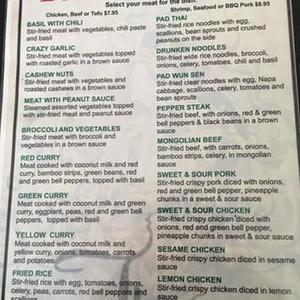 Select your meat for the dish.
Chicken, Beef or Tofu $7.95
Shrimp, Seafood or BBQ Pork $8.95
BASIL WITH CHILI
Stir-fried meat with vegetables, chili paste
and basil
CRAZY GARLIC
Stir-fried meat with vegetables topped
with roasted garlic in a brown sauce
CASHEW NUTS
Stir-fried meat with vegetables and
roasted cashews in a brown sauce
MEAT WITH PEANUT SAUCE
Steamed assorted vegetables topped
with stir-fried meat and peanut sauce
BROCCOLI AND VEGETABLES
Stir-fried meat with broccoli and
vegetables in a brown sauce
RED CURRY
Meat cooked with coconut milk and red
curry, bamboo strips, green beans, red
and green bell peppers, topped with basil
GREEN CURRY
Meat cooked with coconut milk and green
curry, eggplant, peas, red and green bell
peppers, topped with basil
YELLOW CURRY
Meat cooked with coconut milk and
yellow curry, onions, tomatoes, carrots
and potatoes
FRIED RICE
Stir-fried rice with egg, tomatoes, onions,
celery, peas, carrots, red bell peppers and
scallions
PAD THAI
Stir-fried rice noodles with egg,
scallions, bean sprouts and crushed
peanuts on the side
DRUNKEN NOODLES
Stir-fried wide rice noodles, broccoli,
onions, celery, tomatoes, chili and basil
PAD WUN SEN
Stir-fried clear noodles with egg, Napa
cabbage, scallions, celery, tomatoes and
bean sprouts
PEPPER STEAK
Stir-fried beef, with onions, red & green
bell peppers & black beans in a brown
sauce
MONGOLIAN BEEF
Stir-fried beef, with carrots, onions,
bamboo strips, celery, in mongolian
sauce
SWEET & SOUR PORK
Stir-fried crispy pork diced with onions,
red and green bell pepper, pineapple
chunks in a sweet & sour sauce
SWEET & SOUR CHICKEN
Stir-fried crispy chicken diced with
onions, red and green bell pepper,
pineapple chunks in sweet & sour sauce
SESAME CHICKEN
Stir-fried crispy chicken diced in sesame
sauce
LEMON CHICKEN
Stir-fried crispy chicken diced in lemon
sauce